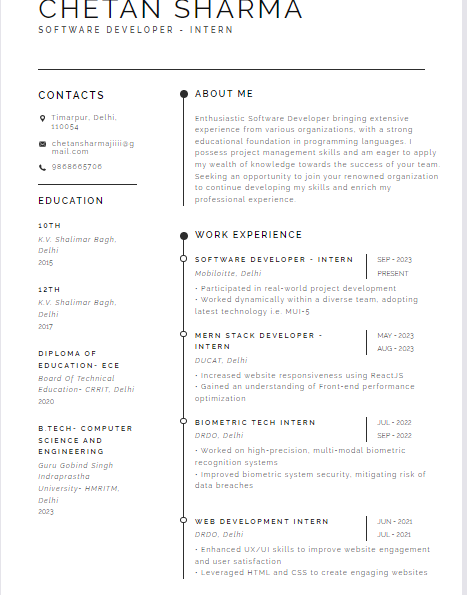 CHETAN SHARMA
SOFTWARE DEVELOPER - INTERN
CONTACTS
Timarpur, Delhi,
110054
chetansharmajiiii@g
mail.com
9868665706
EDUCATION
10TH
K.V. Shalimar Bagh,
Delhi
2015
12TH
K.V. Shalimar Bagh,
Delhi
2017
DIPLOMA OF
EDUCATION- ECE
Board Of Technical
Education- CRRIT, Delhi
2020
B.TECH- COMPUTER
SCIENCE AND
ENGINEERING
Guru Gobind Singh
Indraprastha
University- HMRITM,
Delhi
2023
ABOUT ME
Enthusiastic Software Developer bringing extensive
experience from various organizations, with a strong
educational foundation in programming languages. I
possess project management skills and am eager to apply
my wealth of knowledge towards the success of your team.
Seeking an opportunity to join your renowned organization
to continue developing my skills and enrich my
professional experience.
WORK EXPERIENCE
SOFTWARE DEVELOPER - INTERN
Mobiloitte, Delhi
SEP - 2023
PRESENT
• Participated in real-world project development
• Worked dynamically within a diverse team, adopting
latest technology i.e. MUI-5
MERN STACK DEVELOPER -
INTERN
DUCAT, Delhi
MAY - 2023
AUG - 2023
• Increased website responsiveness using ReactJS
• Gained an understanding of Front-end performance
optimization
BIOMETRIC TECH INTERN
DRDO, Delhi
JUL - 2022
SEP - 2022
• Worked on high-precision, multi-modal biometric
recognition systems
• Improved biometric system security, mitigating risk of
data breaches
WEB DEVELOPMENT INTERN
DRDO, Delhi
JUN - 2021
JUL - 2021
• Enhanced UX/UI skills to improve website engagement
and user satisfaction
• Leveraged HTML and CSS to create engaging websites